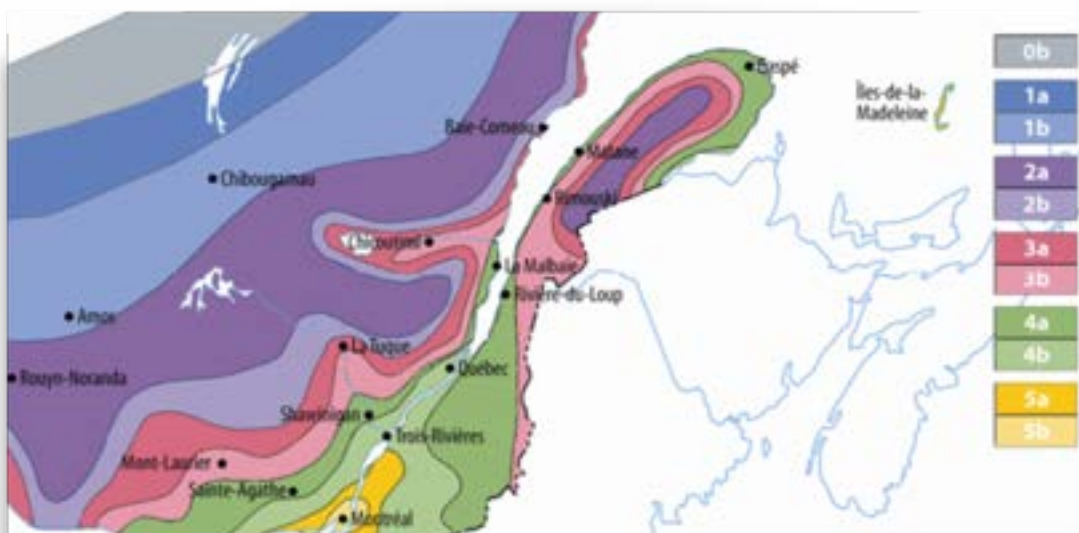 Gaspé
Îles-de-la-
Madeleine
Baie-Comeau
Matane
Chibougamau
Rimouski
Chicoutimi
La Malbaie
Rivière-du-Loup
Amos
La Tuque
Québec
Rouyn-Noranda
Shawinigan
Trois-Rivières
Mont-Laurier
Sainte-Agathe
Montréal
0b
1a
1b
2a
2b
3a
3b
4a
4b
5a
5b